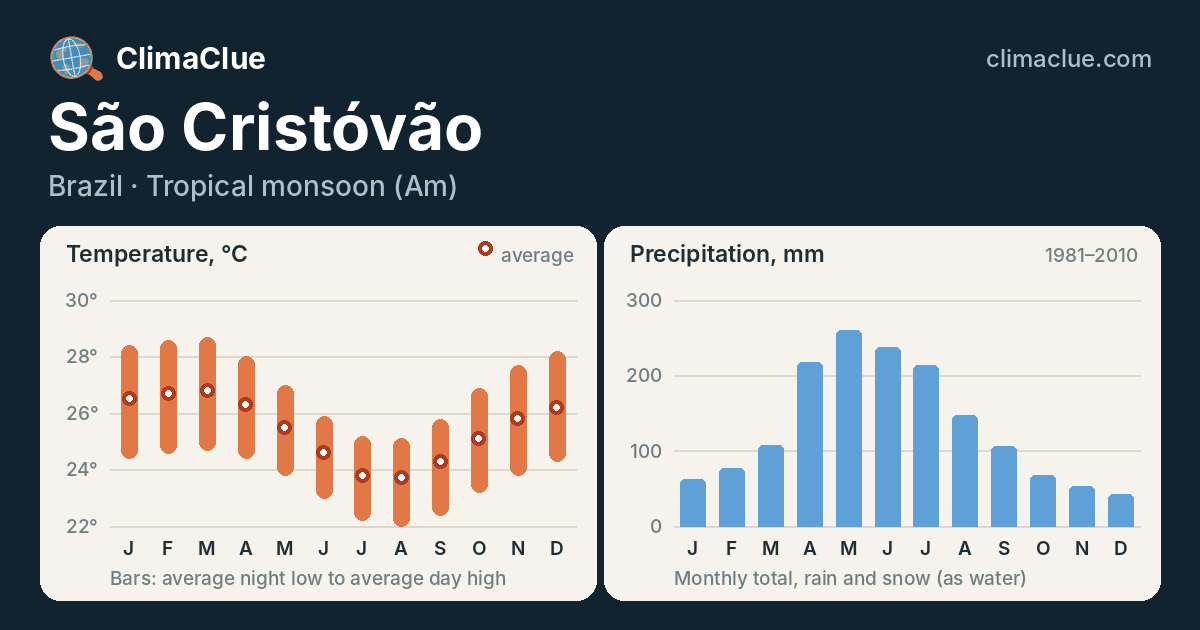 ClimaClue
climaclue.com
São Cristóvão
Brazil · Tropical monsoon (Am)
Temperature, °C
average
30°
28°
26°
24°
22°
J F M A M J J A S O N D
Bars: average night low to average day high
Precipitation, mm
1981–2010
300
200
100
0
J F M A M J J A S O N D
Monthly total, rain and snow (as water)